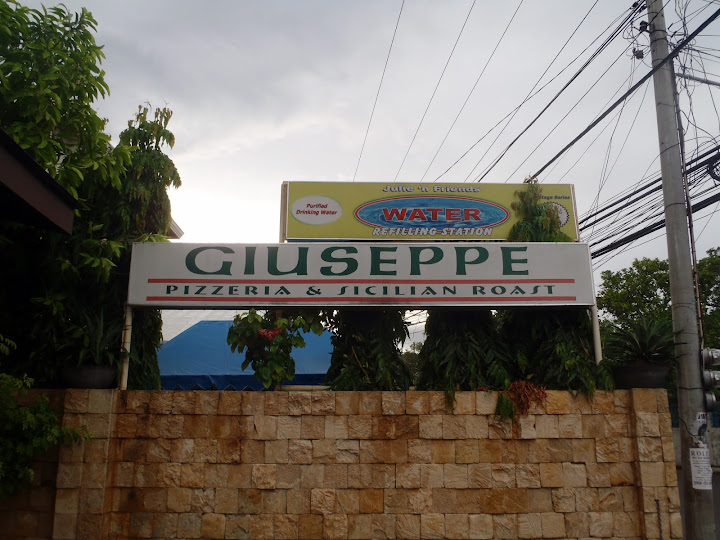 Julie 'n Friends
Purified
Drinking Water
WATER
REFILLING STATION
GIUSEPPE
PIZZERIA & SICILIAN ROAST